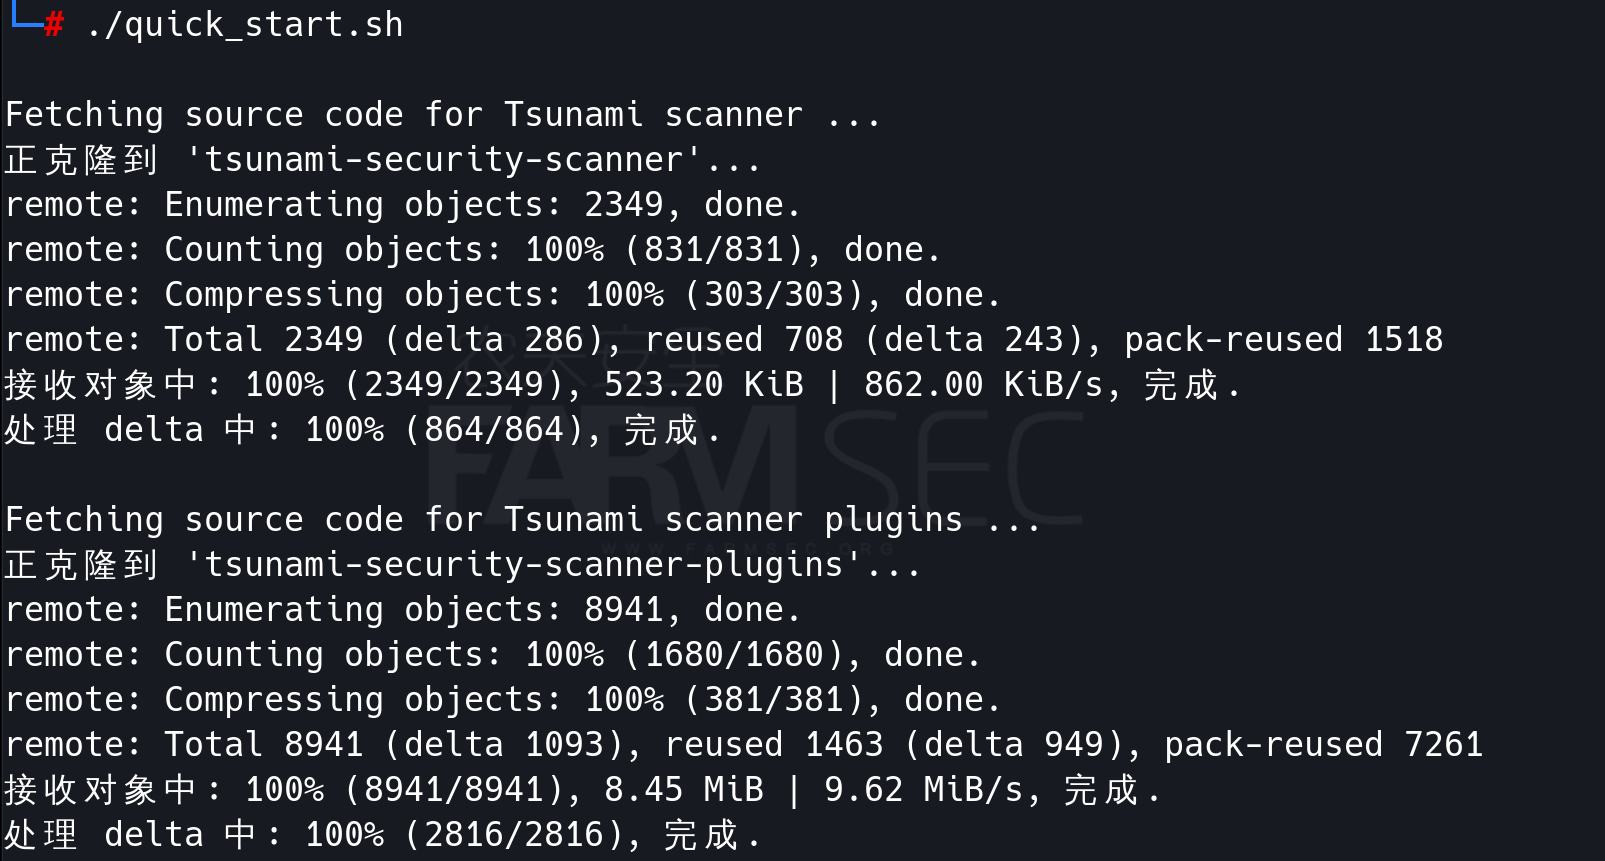 # ./quick_start.sh
Fetching source code for Tsunami scanner ...
正克隆到 'tsunami-security-scanner'...
remote: Enumerating objects: 2349, done.
remote: Counting objects: 100% (831/831), done.
remote: Compressing objects: 100% (303/303), done.
remote: Total 2349 (delta 286), reused 708 (delta 243), pack-reused 1518
接收对象中: 100% (2349/2349), 523.20 KiB | 862.00 KiB/s, 完成.
处理 delta 中: 100% (864/864), 完成.
FARMSEC
Fetching source code for Tsunami scanner plugins ...
WWW.FARMSEC.ORG
正克隆到 'tsunami-security-scanner-plugins'...
remote: Enumerating objects: 8941, done.
remote: Counting objects: 100% (1680/1680), done.
remote: Compressing objects: 100% (381/381), done.
remote: Total 8941 (delta 1093), reused 1463 (delta 949), pack-reused 7261
接收对象中: 100% (8941/8941), 8.45 MiB | 9.62 MiB/s, 完成.
处理 delta 中: 100% (2816/2816), 完成.